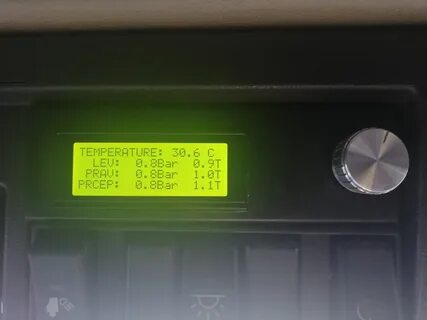 TEMPERATURE: 30.6 C
LEV: 0.8Bar 0.9T
PRAV: 0.8Bar 1.0T
PRCEP: 0.8Bar 1.1T